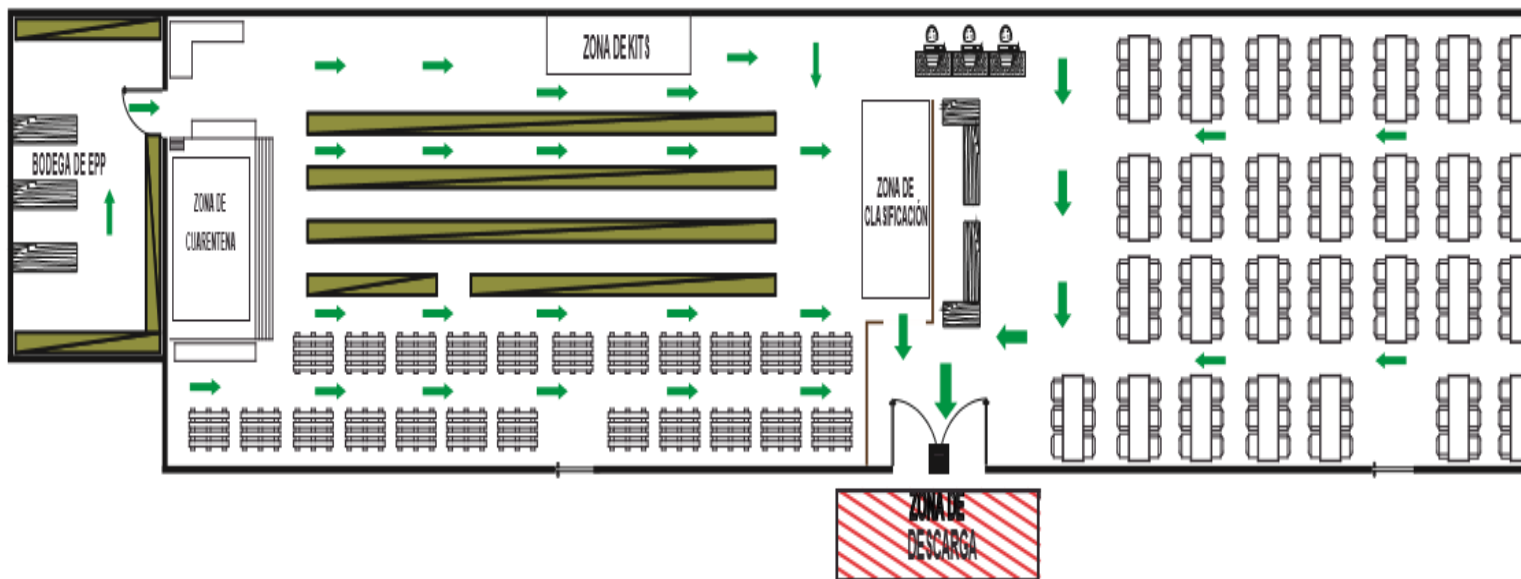 ZONA DE KITS
BODEGA DE EPP
ZONA DE
CUARENTENA
ZONA DE
CLASIFICACIÓN
ZONA DE
DESCARGA